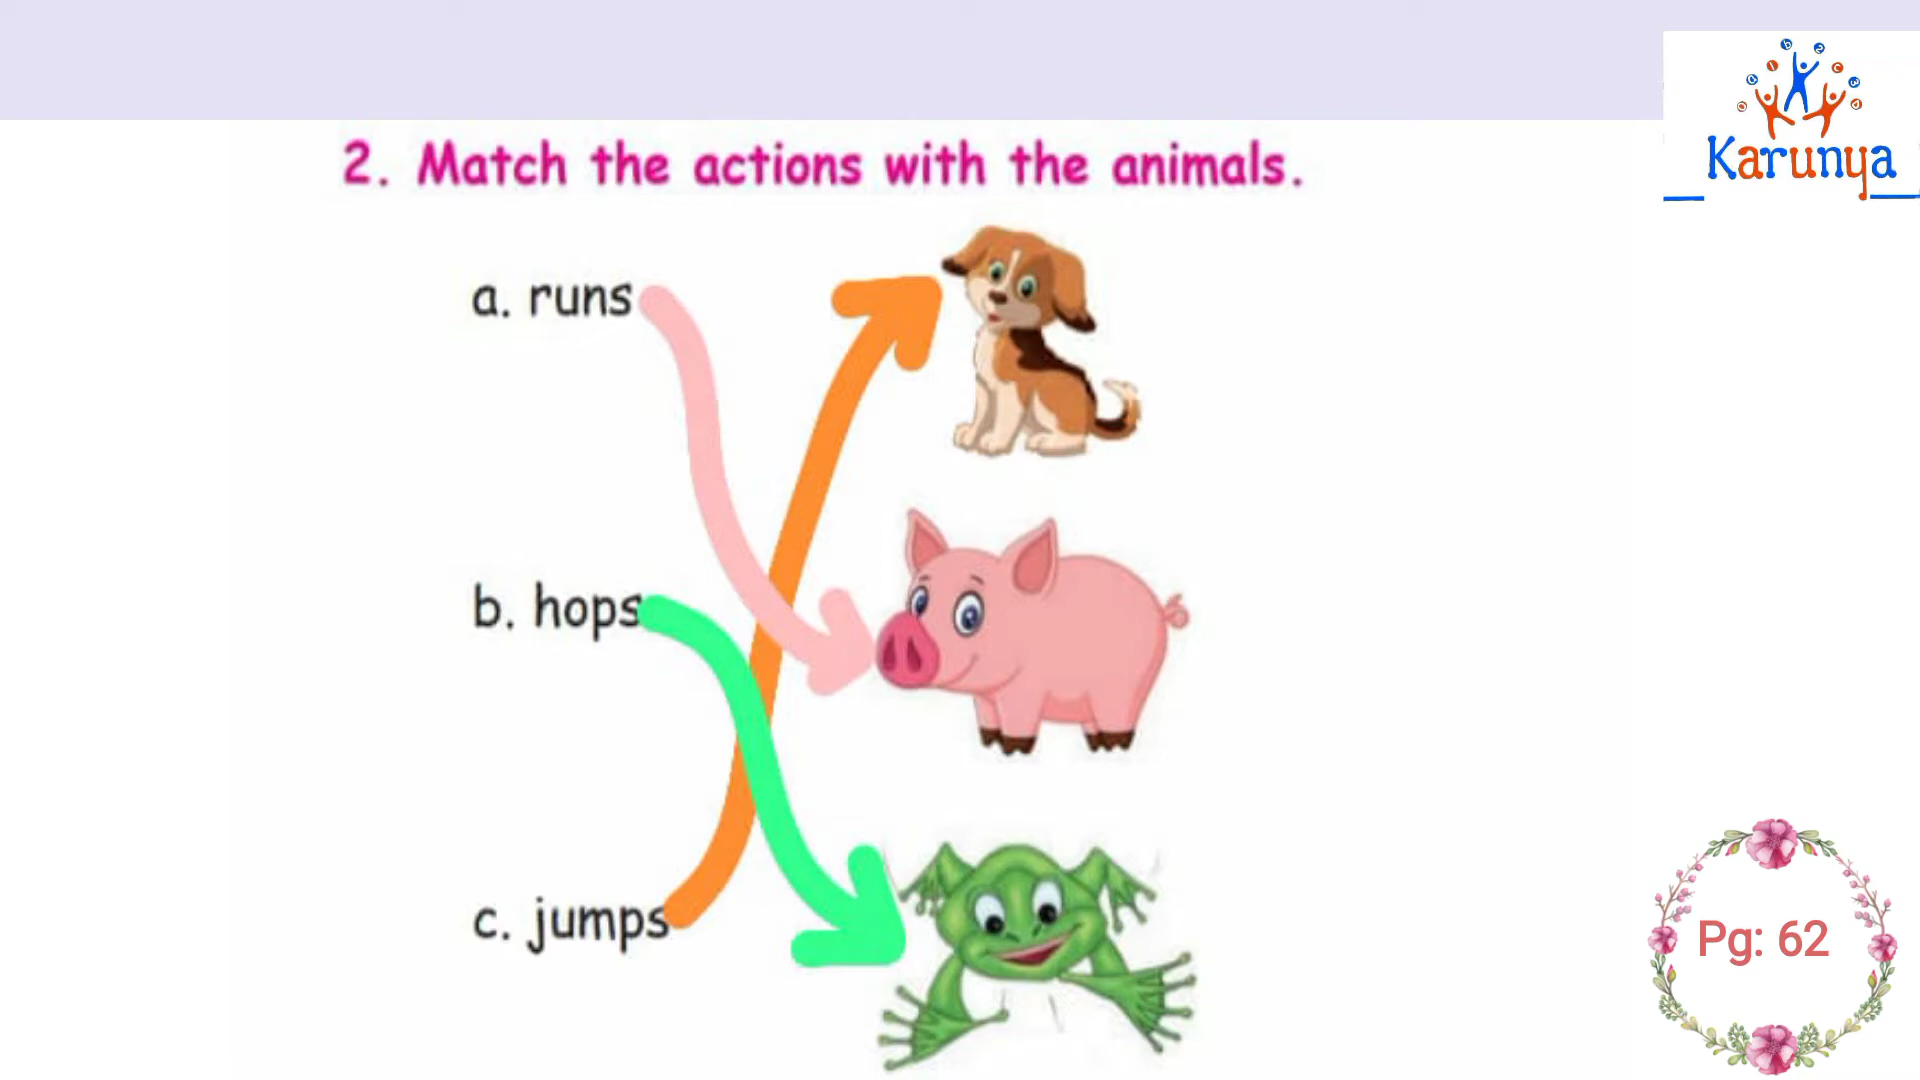 Karunya
2. Match the actions with the animals.
a. runs
b. hops
c. jumps
Pg: 62